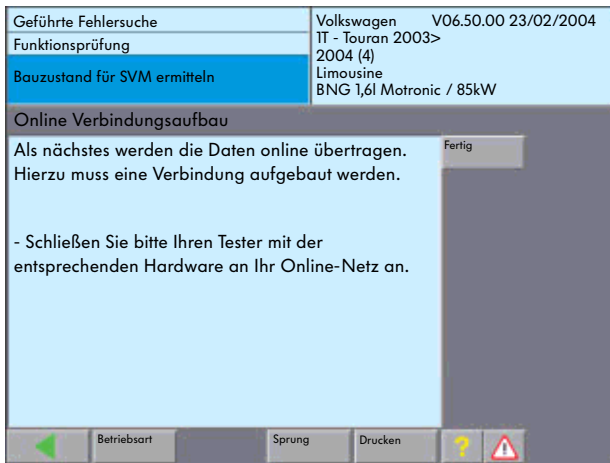 Geführte Fehlersuche
Funktionsprüfung
Bauzustand für SVM ermitteln
Volkswagen V06.50.00 23/02/2004
1T - Touran 2003>
2004 (4)
Limousine
BNG 1,6l Motronic / 85kW
Online Verbindungsaufbau
Als nächstes werden die Daten online übertragen.
Hierzu muss eine Verbindung aufgebaut werden.
- Schließen Sie bitte Ihren Tester mit der
entsprechenden Hardware an Ihr Online-Netz an.
Fertig
Betriebsart
Sprung
Drucken
?